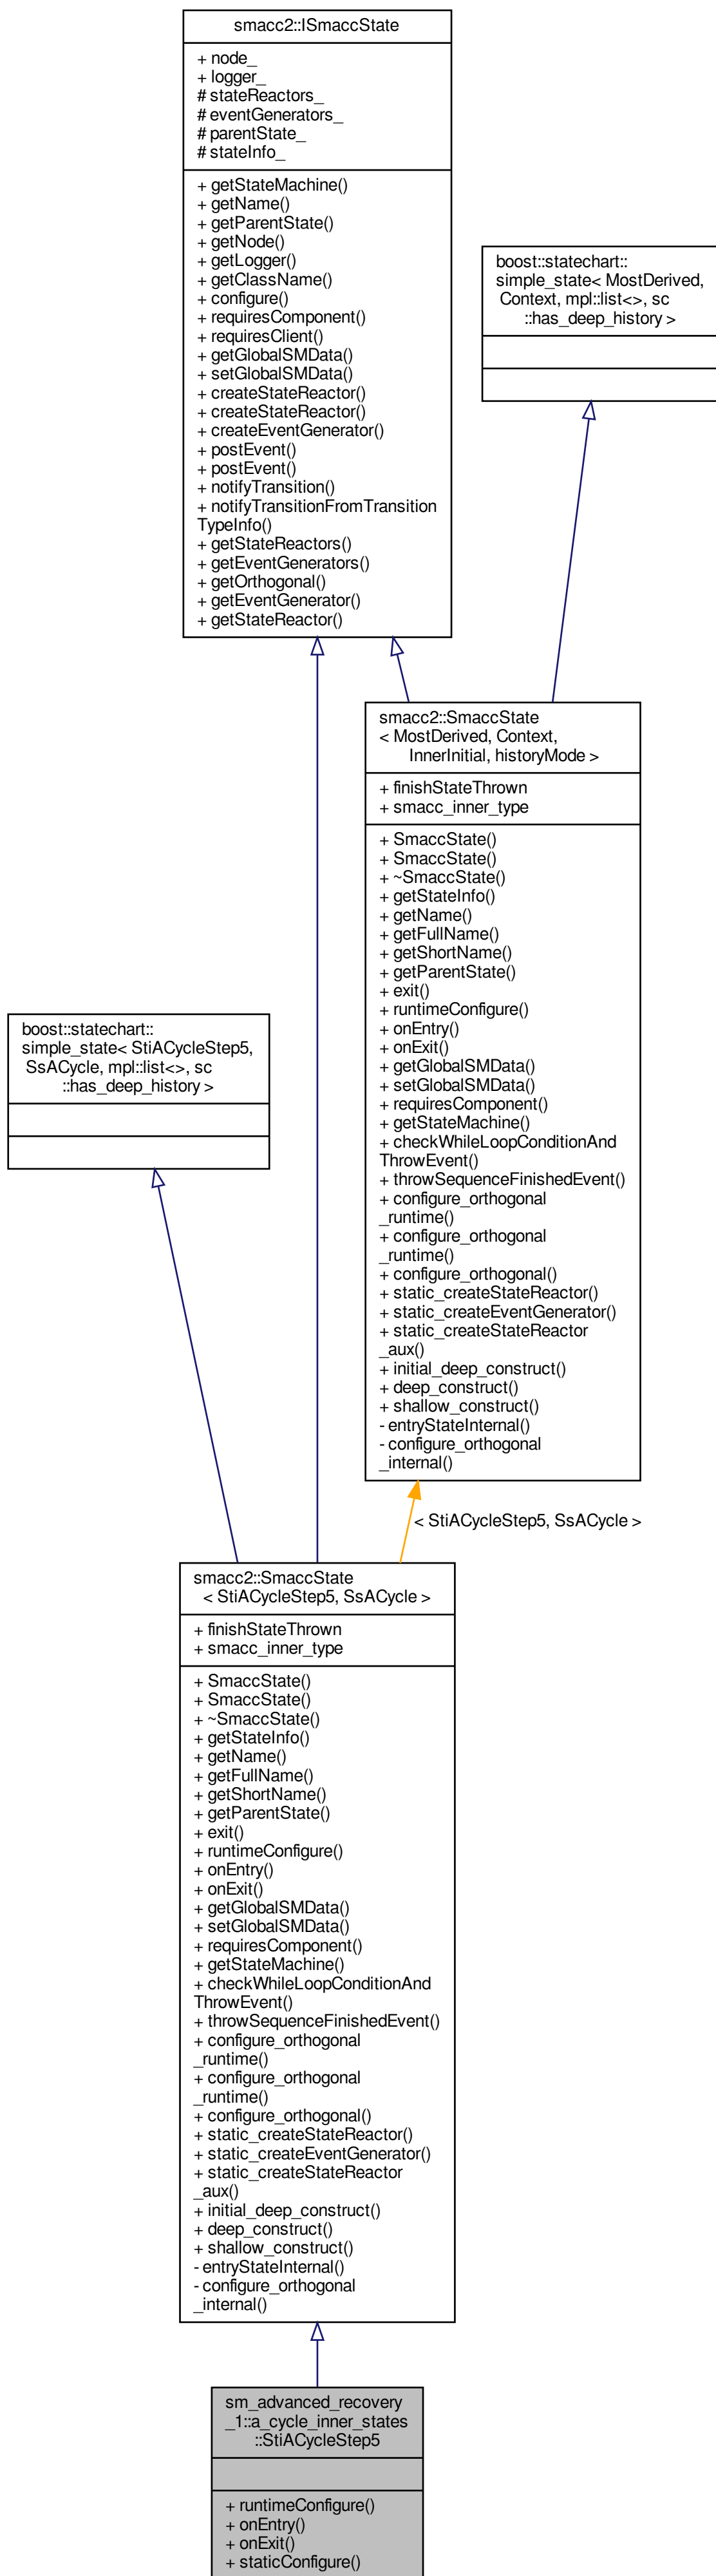 smacc2::ISmaccState
+ node_
+ logger_
# stateReactors_
# eventGenerators_
# parentState_
# stateInfo_
+ getStateMachine()
+ getName()
+ getParentState()
+ getNode()
+ getLogger()
+ getClassName()
+ configure()
+ requiresComponent()
+ requiresClient()
+ getGlobalSMData()
+ setGlobalSMData()
+ createStateReactor()
+ createStateReactor()
+ createEventGenerator()
+ postEvent()
+ postEvent()
+ notifyTransition()
+ notifyTransitionFromTransition
TypeInfo()
+ getStateReactors()
+ getEventGenerators()
+ getOrthogonal()
+ getEventGenerator()
+ getStateReactor()
boost::statechart::
simple_state< MostDerived,
Context, mpl::list<>, sc
::has_deep_history >
smacc2::SmaccState
< MostDerived, Context,
InnerInitial, historyMode >
+ finishStateThrown
+ smacc_inner_type
+ SmaccState()
+ SmaccState()
+ ~SmaccState()
+ getStateInfo()
+ getName()
+ getFullName()
+ getShortName()
+ getParentState()
+ exit()
+ runtimeConfigure()
+ onEntry()
+ onExit()
+ getGlobalSMData()
+ setGlobalSMData()
+ requiresComponent()
+ getStateMachine()
+ checkWhileLoopConditionAnd
ThrowEvent()
+ throwSequenceFinishedEvent()
+ configure_orthogonal
_runtime()
+ configure_orthogonal
_runtime()
+ configure_orthogonal()
+ static_createStateReactor()
+ static_createEventGenerator()
+ static_createStateReactor
_aux()
+ initial_deep_construct()
+ deep_construct()
+ shallow_construct()
- entryStateInternal()
- configure_orthogonal
_internal()
boost::statechart::
simple_state< StiACycleStep5,
SsACycle, mpl::list<>, sc
::has_deep_history >
< StiACycleStep5, SsACycle >
smacc2::SmaccState
< StiACycleStep5, SsACycle >
+ finishStateThrown
+ smacc_inner_type
+ SmaccState()
+ SmaccState()
+ ~SmaccState()
+ getStateInfo()
+ getName()
+ getFullName()
+ getShortName()
+ getParentState()
+ exit()
+ runtimeConfigure()
+ onEntry()
+ onExit()
+ getGlobalSMData()
+ setGlobalSMData()
+ requiresComponent()
+ getStateMachine()
+ checkWhileLoopConditionAnd
ThrowEvent()
+ throwSequenceFinishedEvent()
+ configure_orthogonal
_runtime()
+ configure_orthogonal
_runtime()
+ configure_orthogonal()
+ static_createStateReactor()
+ static_createEventGenerator()
+ static_createStateReactor
_aux()
+ initial_deep_construct()
+ deep_construct()
+ shallow_construct()
- entryStateInternal()
- configure_orthogonal
_internal()
sm_advanced_recovery
_1::a_cycle_inner_states
::StiACycleStep5
+ runtimeConfigure()
+ onEntry()
+ onExit()
+ staticConfigure()